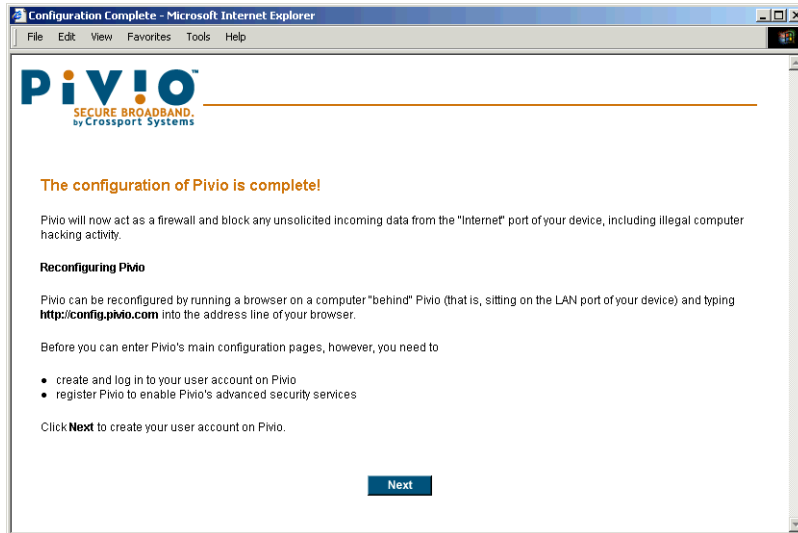 Configuration Complete - Microsoft Internet Explorer
File Edit View Favorites Tools Help
PiV!O™
SECURE BROADBAND.
by Crossport Systems
The configuration of Pivio is complete!
Pivio will now act as a firewall and block any unsolicited incoming data from the "Internet" port of your device, including illegal computer
hacking activity.
Reconfiguring Pivio
Pivio can be reconfigured by running a browser on a computer "behind" Pivio (that is, sitting on the LAN port of your device) and typing
http://config.pivio.com into the address line of your browser.
Before you can enter Pivio's main configuration pages, however, you need to
● create and log in to your user account on Pivio
● register Pivio to enable Pivio's advanced security services
Click Next to create your user account on Pivio.
Next